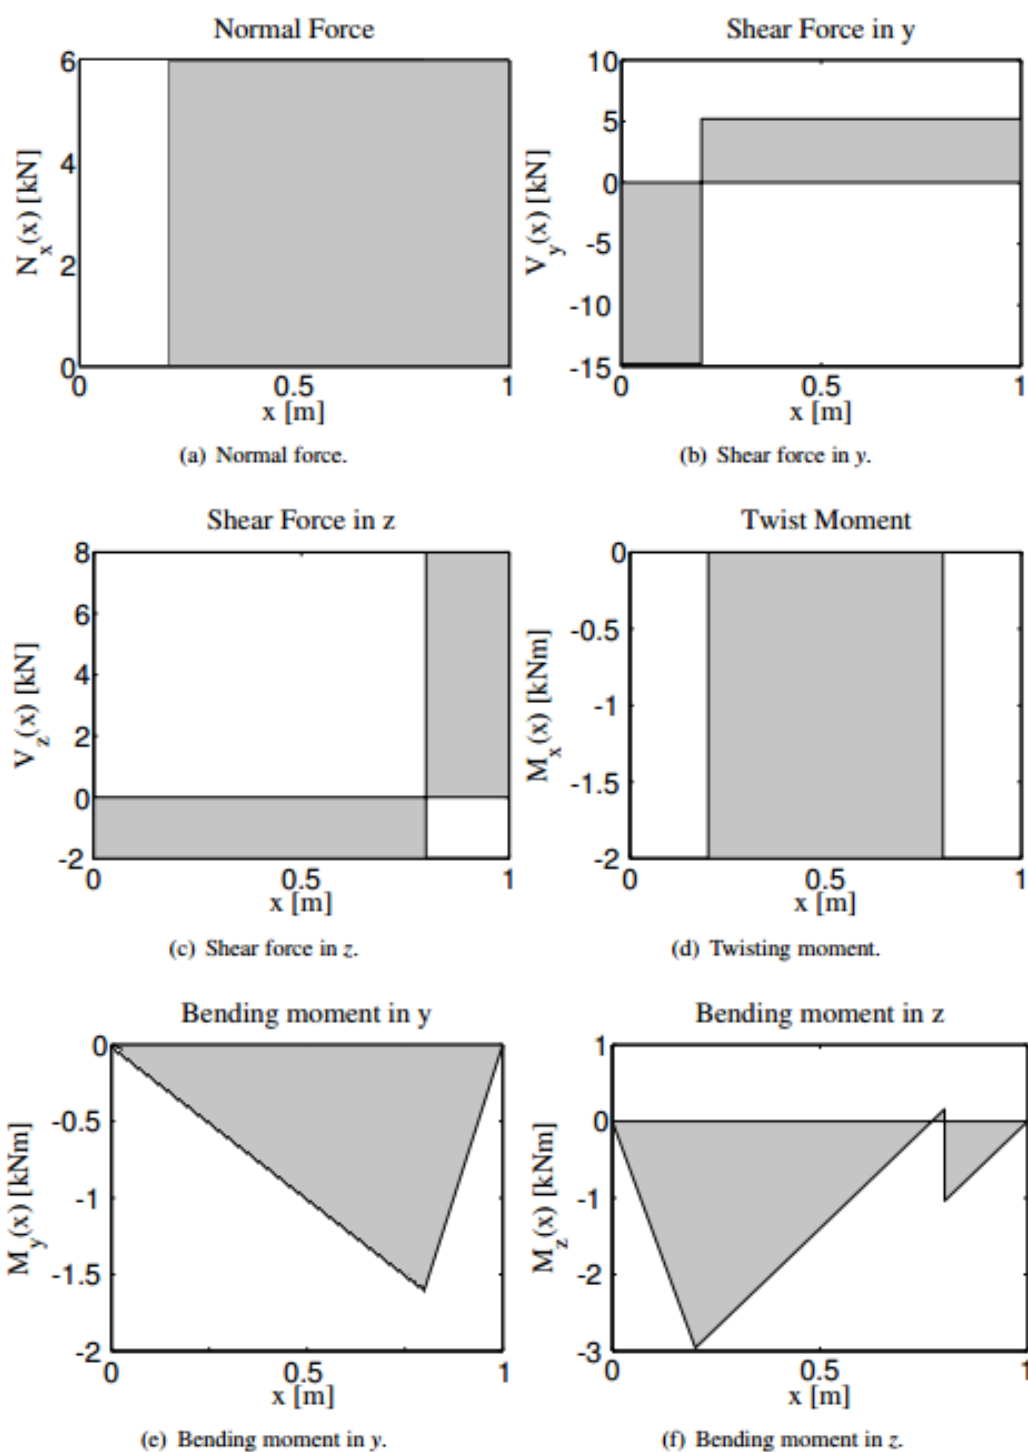 Normal Force
6
4
2
0
N_x(x) [kN]
0 0.5 1
x [m]
(a) Normal force.
Shear Force in y
10
5
0
-5
-10
-15
V_y(x) [kN]
0 0.5 1
x [m]
(b) Shear force in y.
Shear Force in z
8
6
4
2
0
-2
V_z(x) [kN]
0 0.5 1
x [m]
(c) Shear force in z.
Twist Moment
0
-0.5
-1
-1.5
-2
M_x(x) [kNm]
0 0.5 1
x [m]
(d) Twisting moment.
Bending moment in y
0
-0.5
-1
-1.5
-2
M_y(x) [kNm]
0 0.5 1
x [m]
(e) Bending moment in y.
Bending moment in z
1
0
-1
-2
-3
M_z(x) [kNm]
0 0.5 1
x [m]
(f) Bending moment in z.